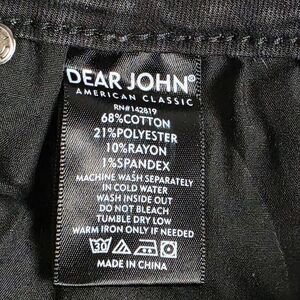 DEAR JOHN®
AMERICAN CLASSIC
RN#142819
68%COTTON
21%POLYESTER
10%RAYON
1%SPANDEX
MACHINE WASH SEPARATELY
IN COLD WATER
WASH INSIDE OUT
DO NOT BLEACH
TUMBLE DRY LOW
WARM IRON ONLY IF NEEDED
30
MADE IN CHINA